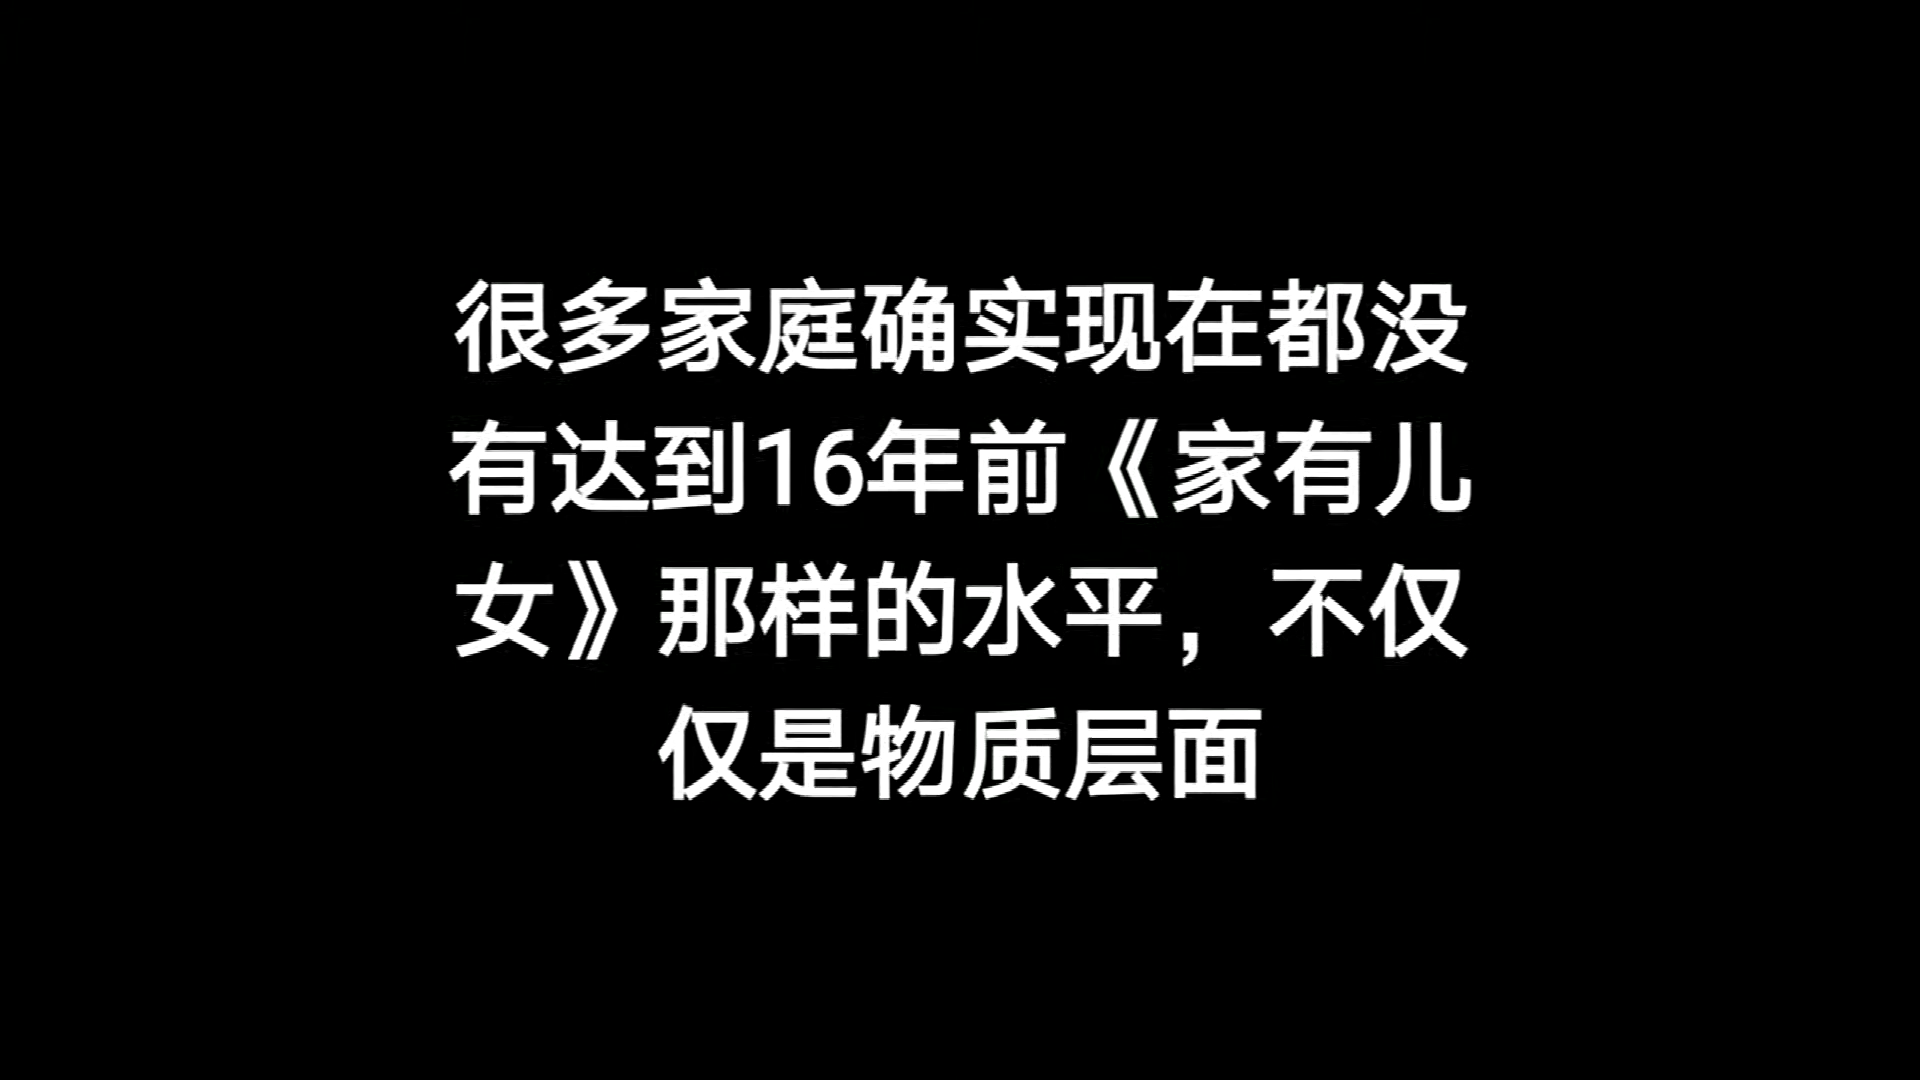 很多家庭确实现在都没
有达到16年前《家有儿
女》那样的水平，不仅
仅是物质层面